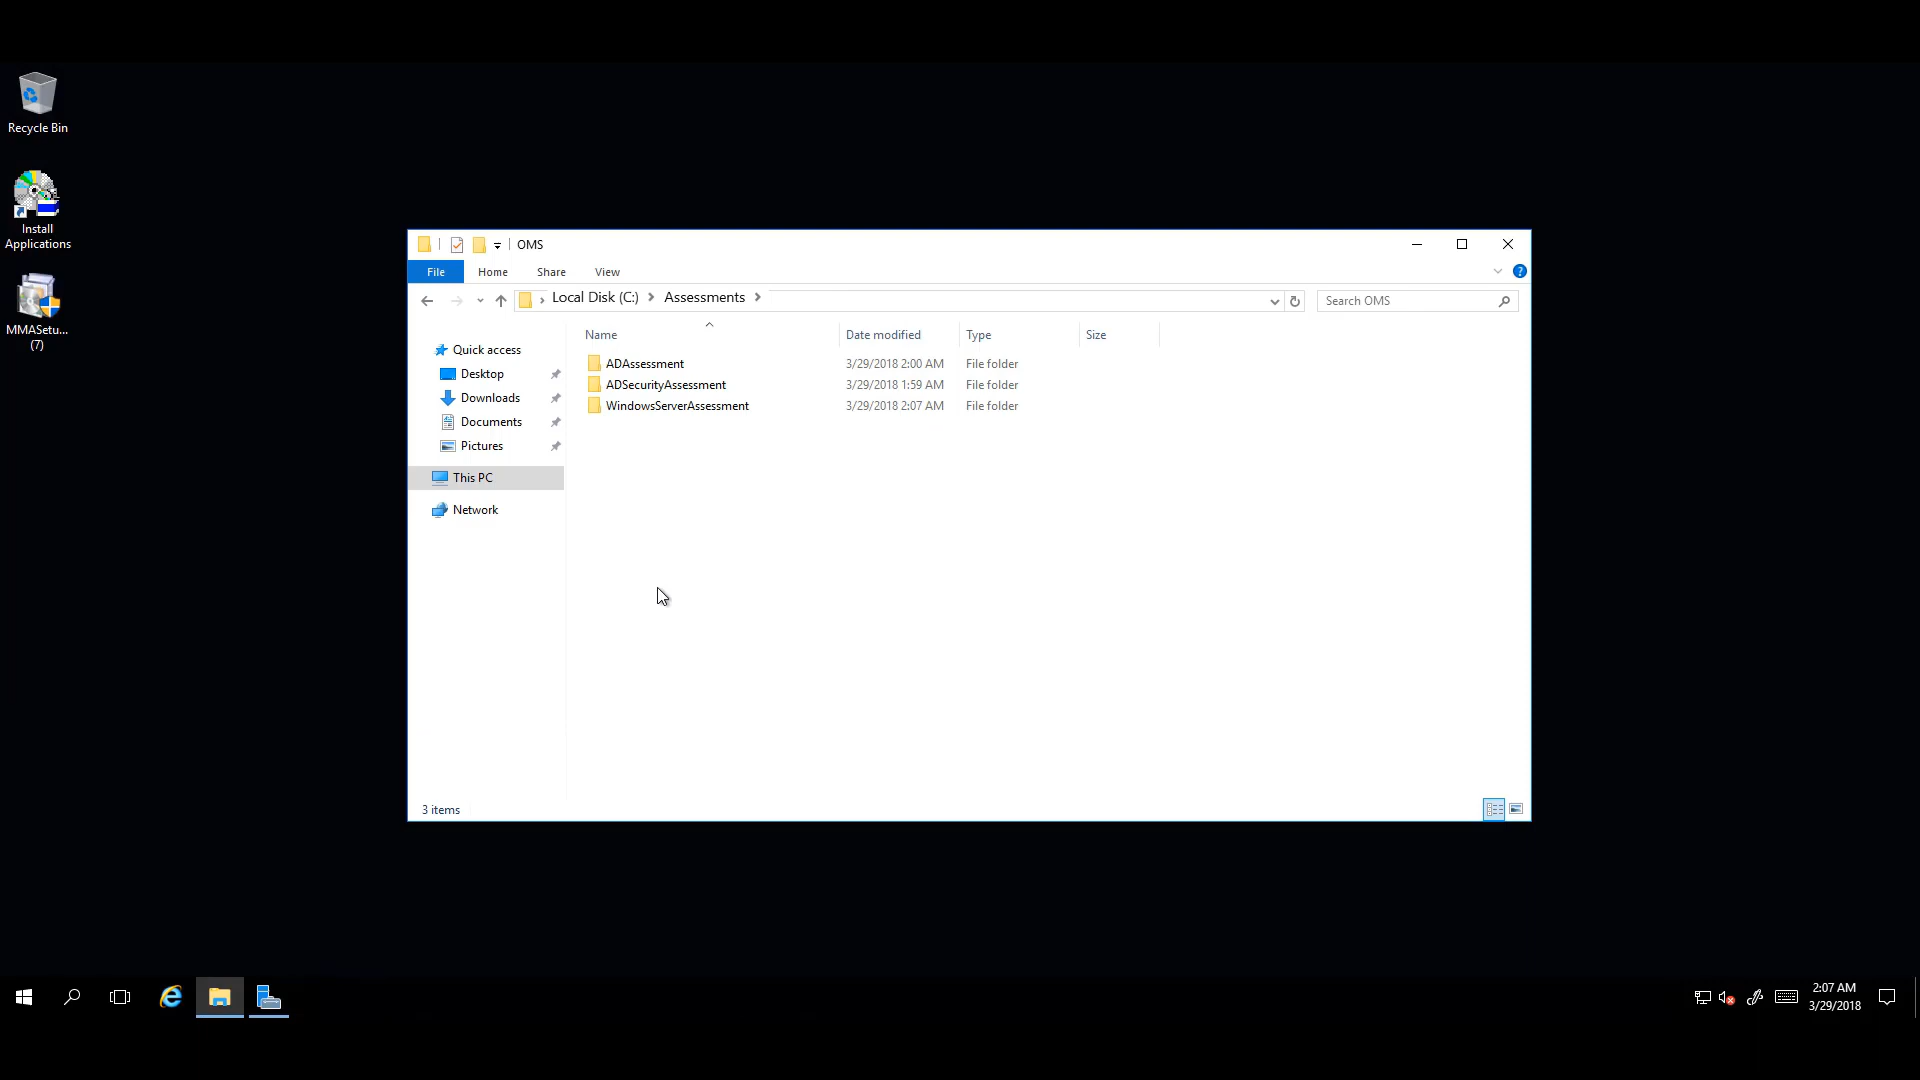 Recycle Bin
Install
Applications
MMASetu...
(7)
OMS
File Home Share View
Local Disk (C:) Assessments
Search OMS
Name Date modified Type Size
Quick access
Desktop
Downloads
Documents
Pictures
This PC
Network
ADAssessment 3/29/2018 2:00 AM File folder
ADSecurityAssessment 3/29/2018 1:59 AM File folder
WindowsServerAssessment 3/29/2018 2:07 AM File folder
3 items
2:07 AM
3/29/2018